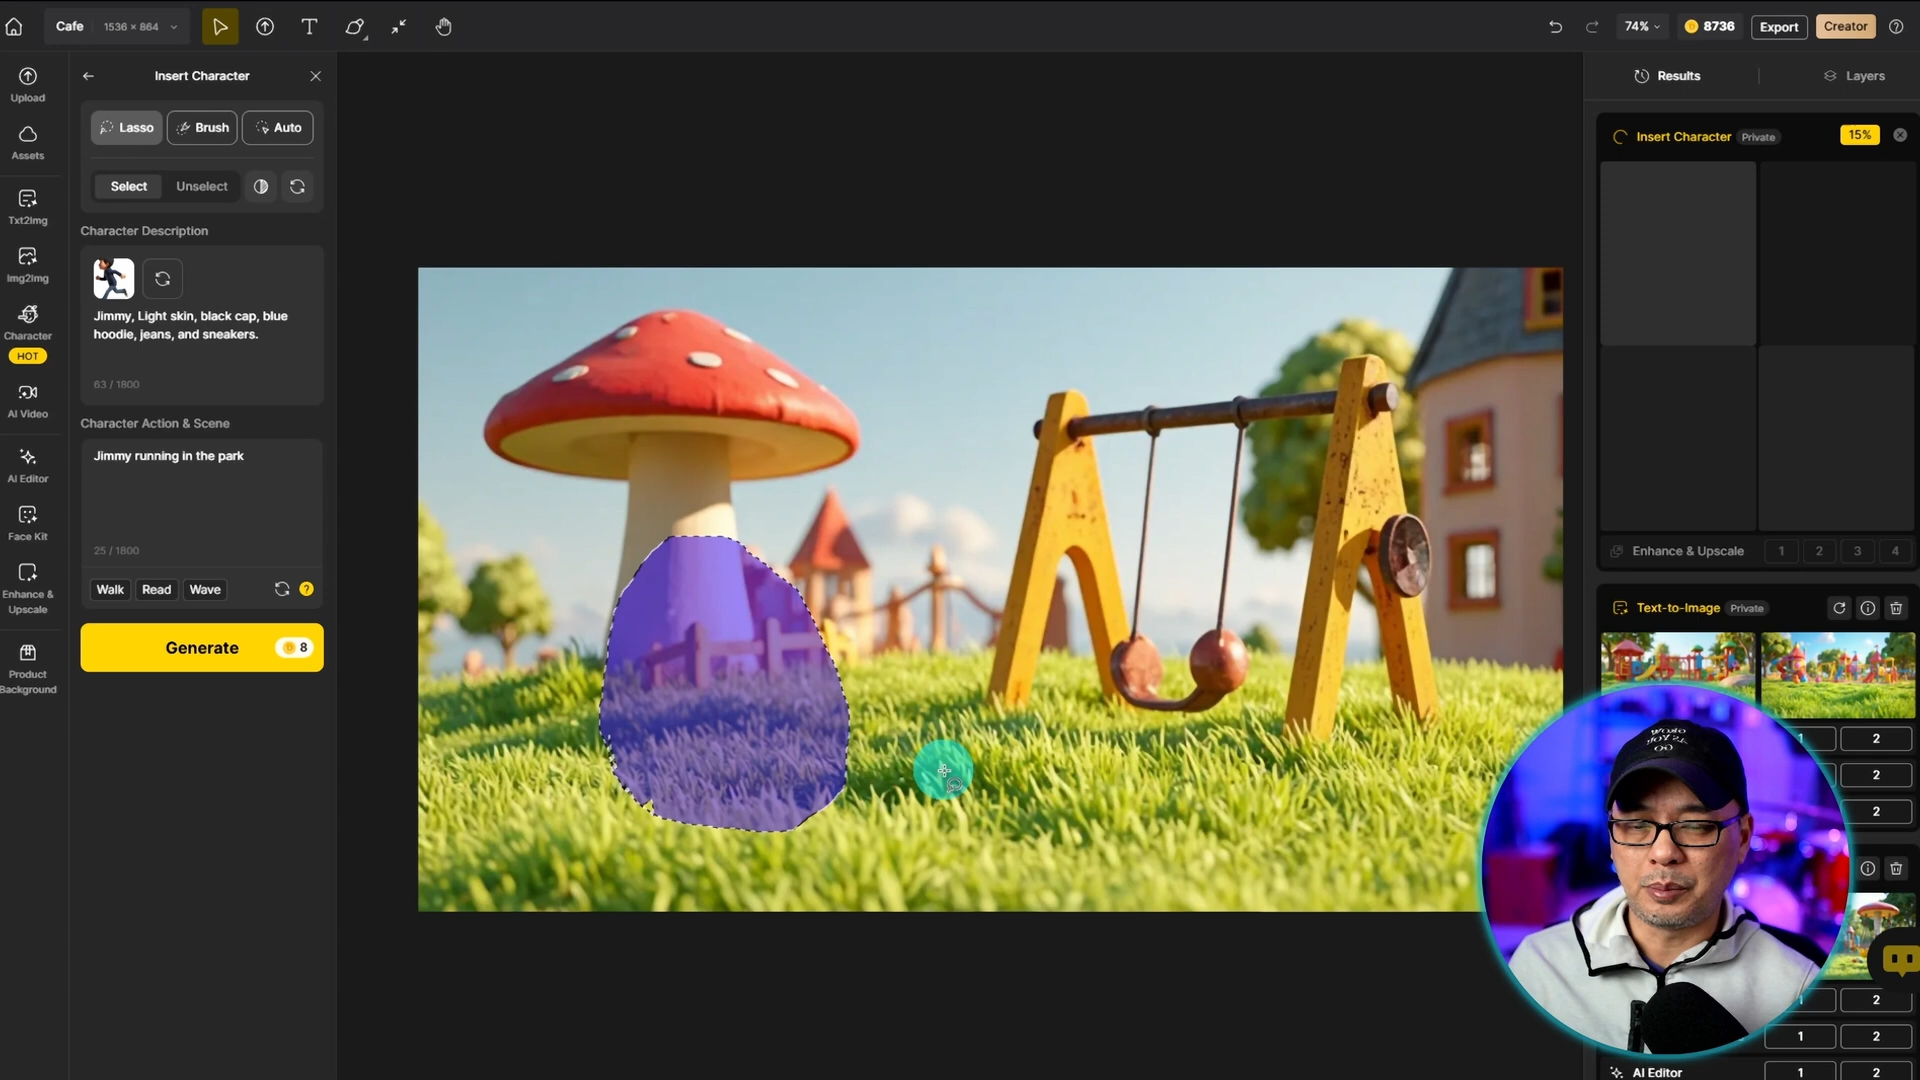 Cafe 1536 × 864
74%
8736
Export
Creator
Upload
Assets
Txt2Img
Img2Img
Character
HOT
AI Video
AI Editor
Face Kit
Enhance &
Upscale
Product
Background
Insert Character
Lasso
Brush
Auto
Select
Unselect
Character Description
Jimmy, Light skin, black cap, blue
hoodie, jeans, and sneakers.
63 / 1800
Character Action & Scene
Jimmy running in the park
25 / 1800
Walk
Read
Wave
?
Generate 8
Results
Layers
Insert Character Private 15%
Enhance & Upscale 1 2 3 4
Text-to-Image Private
1 2
2
2
2
1 2
AI Editor 1 2